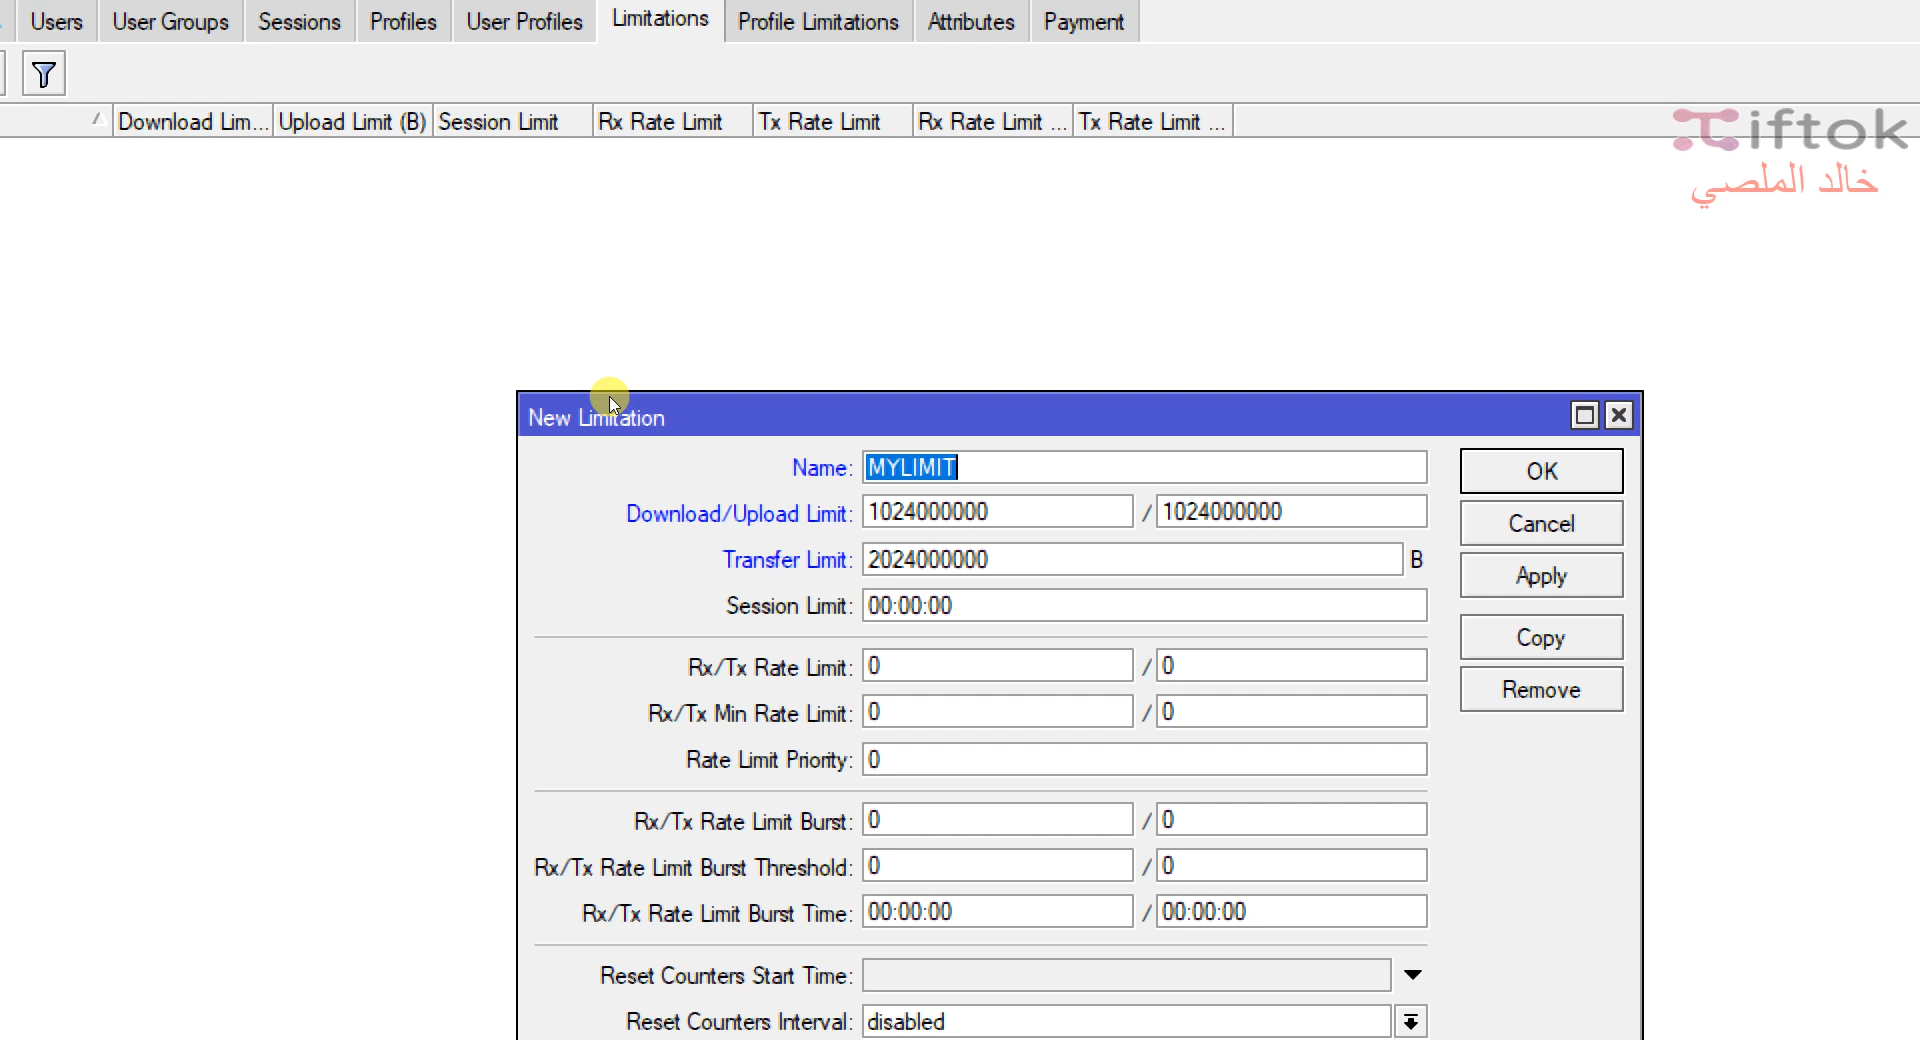 Users User Groups Sessions Profiles User Profiles Limitations Profile Limitations Attributes Payment
Download Lim... Upload Limit (B) Session Limit Rx Rate Limit Tx Rate Limit Rx Rate Limit ... Tx Rate Limit ...
Tiftok
خالد الملصي
New Limitation
Name: MYLIMIT OK
Download/Upload Limit: 1024000000 / 1024000000 Cancel
Transfer Limit: 2024000000 B Apply
Session Limit: 00:00:00
Copy
Rx/Tx Rate Limit: 0 / 0 Remove
Rx/Tx Min Rate Limit: 0 / 0
Rate Limit Priority: 0
Rx/Tx Rate Limit Burst: 0 / 0
Rx/Tx Rate Limit Burst Threshold: 0 / 0
Rx/Tx Rate Limit Burst Time: 00:00:00 / 00:00:00
Reset Counters Start Time:
Reset Counters Interval: disabled